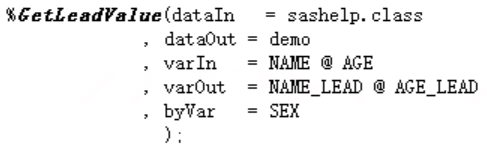 %GetLeadValue(dataIn = sashelp.class
, dataOut = demo
, varIn = NAME @ AGE
, varOut = NAME_LEAD @ AGE_LEAD
, byVar = SEX
);